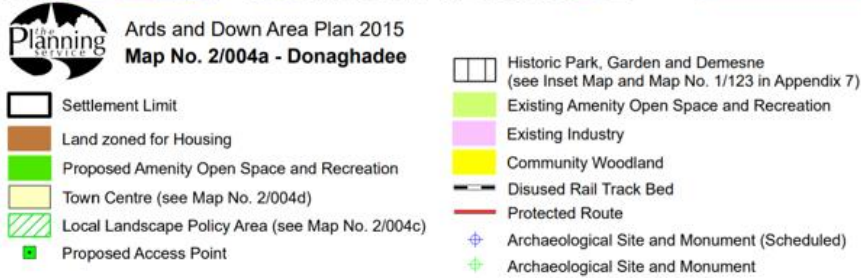 the
Planning
SERVICE
Ards and Down Area Plan 2015
Map No. 2/004a - Donaghadee
Settlement Limit
Land zoned for Housing
Proposed Amenity Open Space and Recreation
Town Centre (see Map No. 2/004d)
Local Landscape Policy Area (see Map No. 2/004c)
Proposed Access Point
Historic Park, Garden and Demesne
(see Inset Map and Map No. 1/123 in Appendix 7)
Existing Amenity Open Space and Recreation
Existing Industry
Community Woodland
Disused Rail Track Bed
Protected Route
Archaeological Site and Monument (Scheduled)
Archaeological Site and Monument